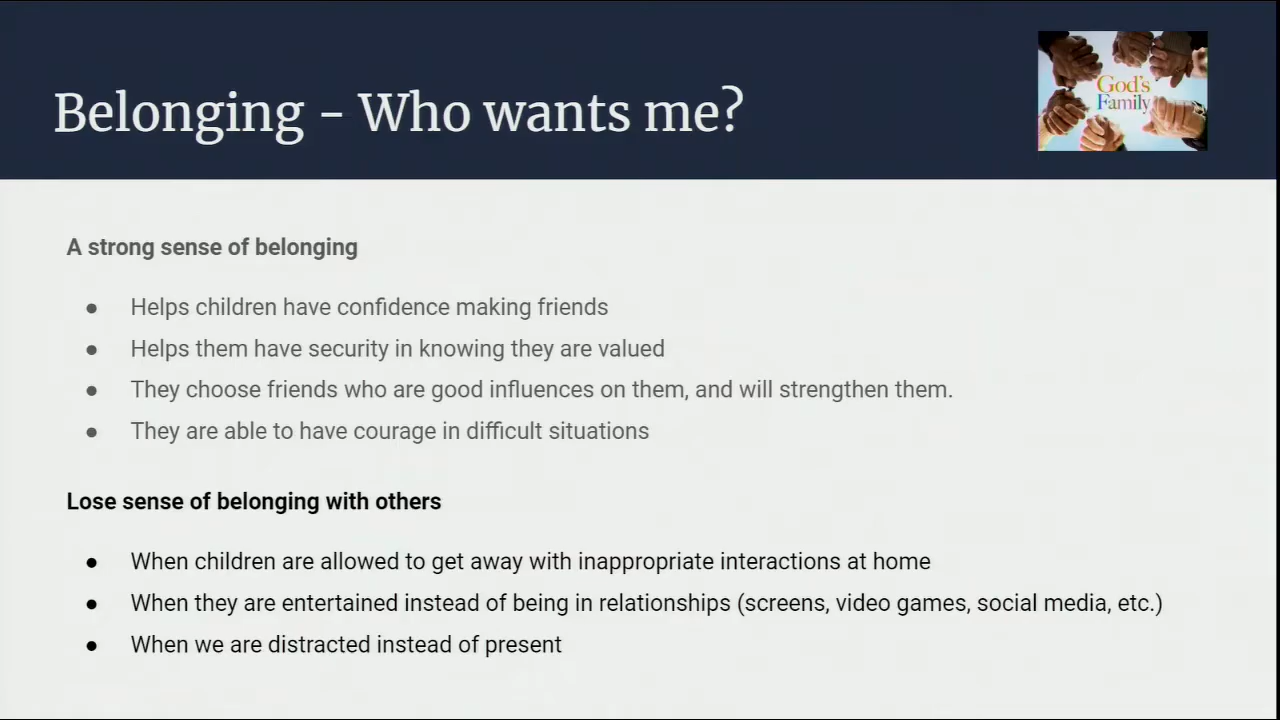 Belonging - Who wants me?
God's
Family
A strong sense of belonging
● Helps children have confidence making friends
● Helps them have security in knowing they are valued
● They choose friends who are good influences on them, and will strengthen them.
● They are able to have courage in difficult situations
Lose sense of belonging with others
● When children are allowed to get away with inappropriate interactions at home
● When they are entertained instead of being in relationships (screens, video games, social media, etc.)
● When we are distracted instead of present